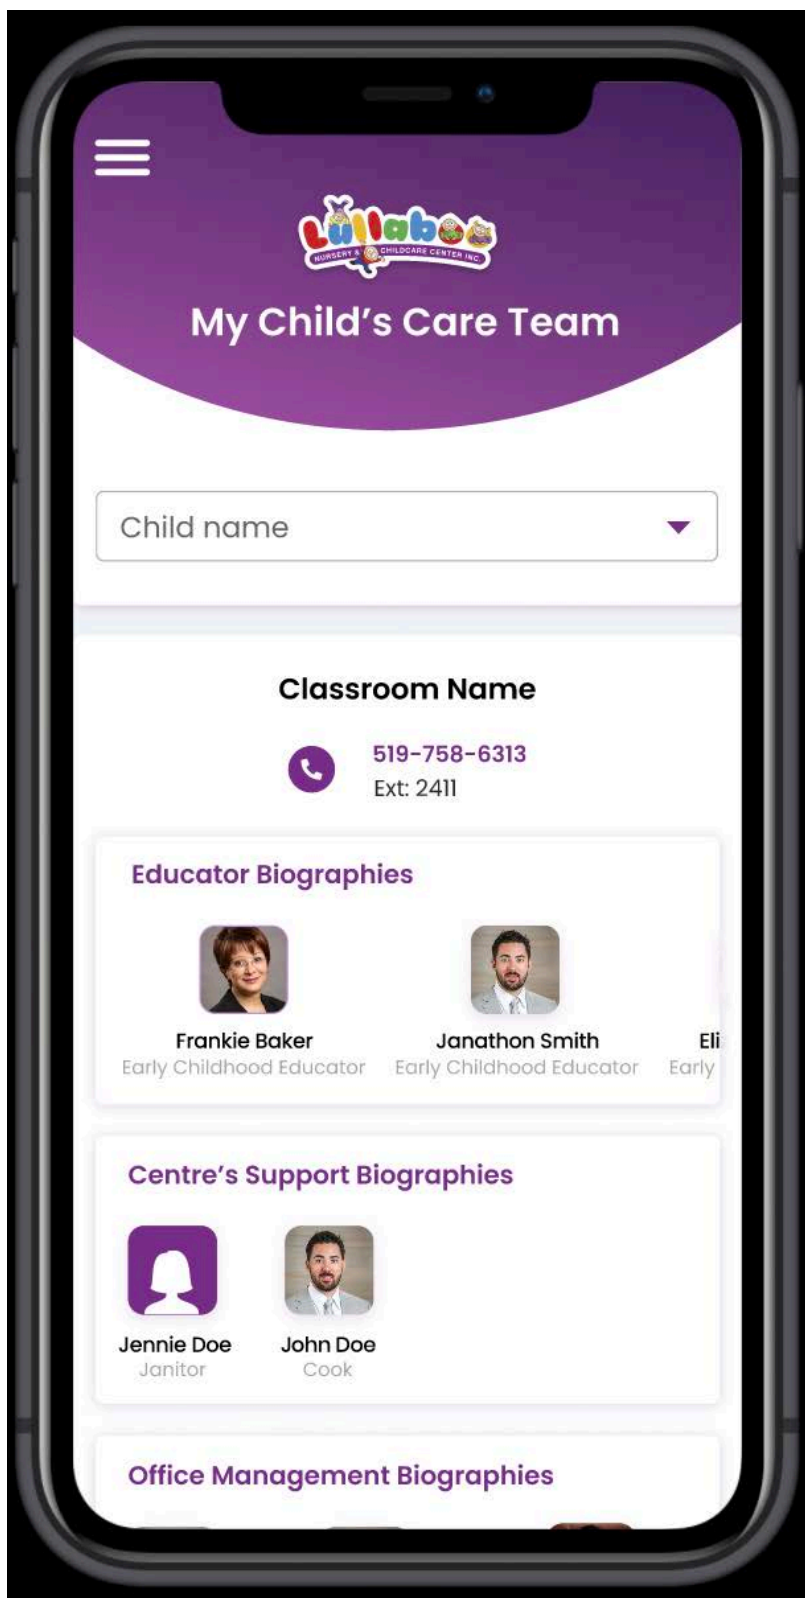 Lullaboo
NURSERY & CHILDCARE CENTER INC.
My Child's Care Team
Child name
Classroom Name
519-758-6313
Ext: 2411
Educator Biographies
Frankie Baker
Early Childhood Educator
Janathon Smith
Early Childhood Educator
Eli
Early
Centre's Support Biographies
Jennie Doe
Janitor
John Doe
Cook
Office Management Biographies